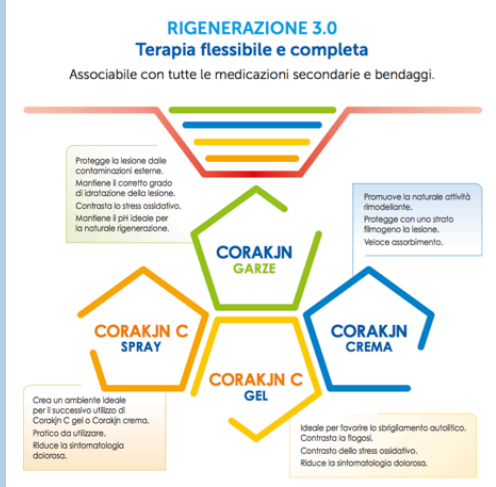 RIGENERAZIONE 3.0
Terapia flessibile e completa
Associabile con tutte le medicazioni secondarie e bendaggi.
Protegge la lesione dalle
contaminazioni esterne.
Mantiene il corretto grado
di idratazione della lesione.
Contrasta lo stress ossidativo.
Mantiene il pH ideale per
la naturale rigenerazione.
Promuove la naturale attività
rimodellante.
Protegge con uno strato
filmogeno la lesione.
Veloce assorbimento.
CORAKJN
GARZE
CORAKJN C
SPRAY
CORAKJN
CREMA
CORAKJN C
GEL
Crea un ambiente ideale
per il successivo utilizzo di
Corakjn C gel o Corakjn crema.
Pratico da utilizzare.
Riduce la sintomatologia
dolorosa.
Ideale per favorire lo sbrigliamento autolitico.
Contrasta la flogosi.
Contrasto dello stress ossidativo.
Riduce la sintomatologia dolorosa.